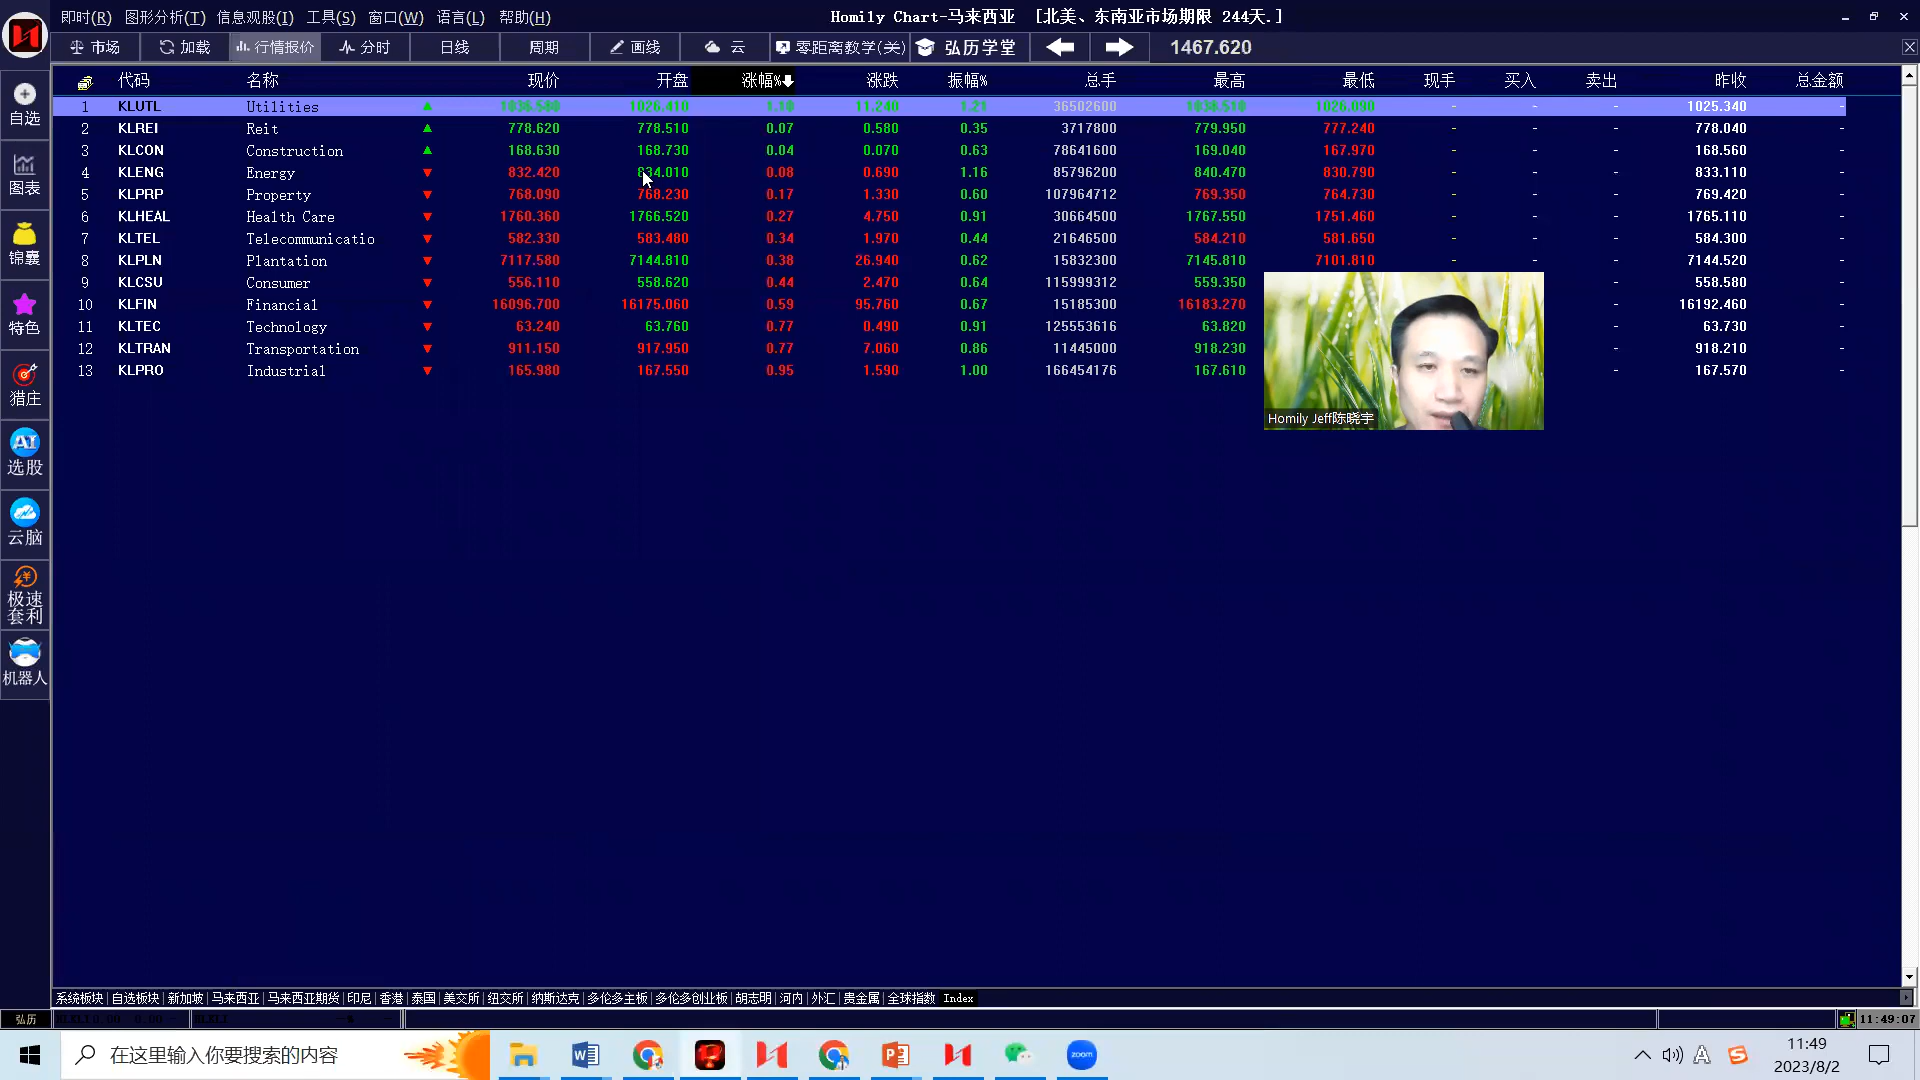 即时(R) 图形分析(T) 信息观股(I) 工具(S) 窗口(W) 语言(L) 帮助(H) Homily Chart-马来西亚 [北美、东南亚市场期限 244天.]
市场 加载 行情报价 分时 日线 周期 画线 云 零距离教学(关) 弘历学堂 1467.620
代码 名称 现价 开盘 涨幅% 涨跌 振幅% 总手 最高 最低 现手 买入 卖出 昨收 总金额
1 KLUTL Utilities 1036.580 1026.410 1.10 11.240 1.21 36502600 1038.510 1026.090 - - - 1025.340 -
2 KLREI Reit 778.620 778.510 0.07 0.580 0.35 3717800 779.950 777.240 - - - 778.040 -
3 KLCON Construction 168.630 168.730 0.04 0.070 0.63 78641600 169.040 167.970 - - - 168.560 -
4 KLENG Energy 832.420 834.010 0.08 0.690 1.16 85796200 840.470 830.790 - - - 833.110 -
5 KLPRP Property 768.090 768.230 0.17 1.330 0.60 107964712 769.350 764.730 - - - 769.420 -
6 KLHEAL Health Care 1760.360 1766.520 0.27 4.750 0.91 30664500 1767.550 1751.460 - - - 1765.110 -
7 KLTEL Telecommunicatio 582.330 583.480 0.34 1.970 0.44 21646500 584.210 581.650 - - - 584.300 -
8 KLPLN Plantation 7117.580 7144.810 0.38 26.940 0.62 15832300 7145.810 7101.810 - - - 7144.520 -
9 KLCSU Consumer 556.110 558.620 0.44 2.470 0.64 115999312 559.350 - 558.580 -
10 KLFIN Financial 16096.700 16175.060 0.59 95.760 0.67 15185300 16183.270 - 16192.460 -
11 KLTEC Technology 63.240 63.760 0.77 0.490 0.91 125553616 63.820 - 63.730 -
12 KLTRAN Transportation 911.150 917.950 0.77 7.060 0.86 11445000 918.230 - 918.210 -
13 KLPRO Industrial 165.980 167.550 0.95 1.590 1.00 166454176 167.610 - 167.570 -
Homily Jeff陈晓宇
自选
图表
锦囊
特色
猎庄
AI
选股
云脑
极速
套利
机器人
系统板块 自选板块 新加坡 马来西亚 马来西亚期货 印尼 香港 泰国 美交所 纽交所 纳斯达克 多伦多主板 多伦多创业板 胡志明 河内 外汇 贵金属 全球指数 Index
弘历 11:49:07
在这里输入你要搜索的内容 zoom A 11:49
2023/8/2